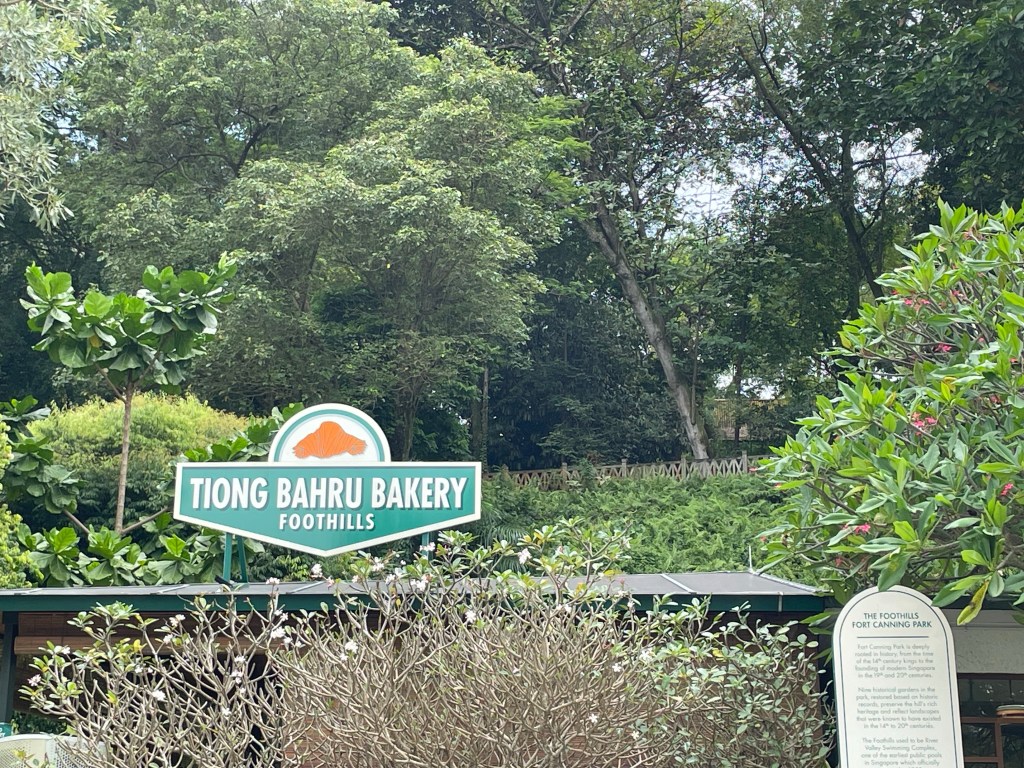 TIONG BAHRU BAKERY
FOOTHILLS
THE FOOTHILLS
FORT CANNING PARK
Fort Canning Park is deeply
rooted in history, from the time
of the 14th century kings to the
founding of modern Singapore
in the 19th and 20th centuries.
Nine historical gardens in the
park, restored based on historic
records, preserve the hill's rich
heritage and reflect landscapes
that were known to have existed
in the 14th to 20th centuries.
The Foothills used to be River
Valley Swimming Complex,
one of the earliest public pools
in Singapore which officially